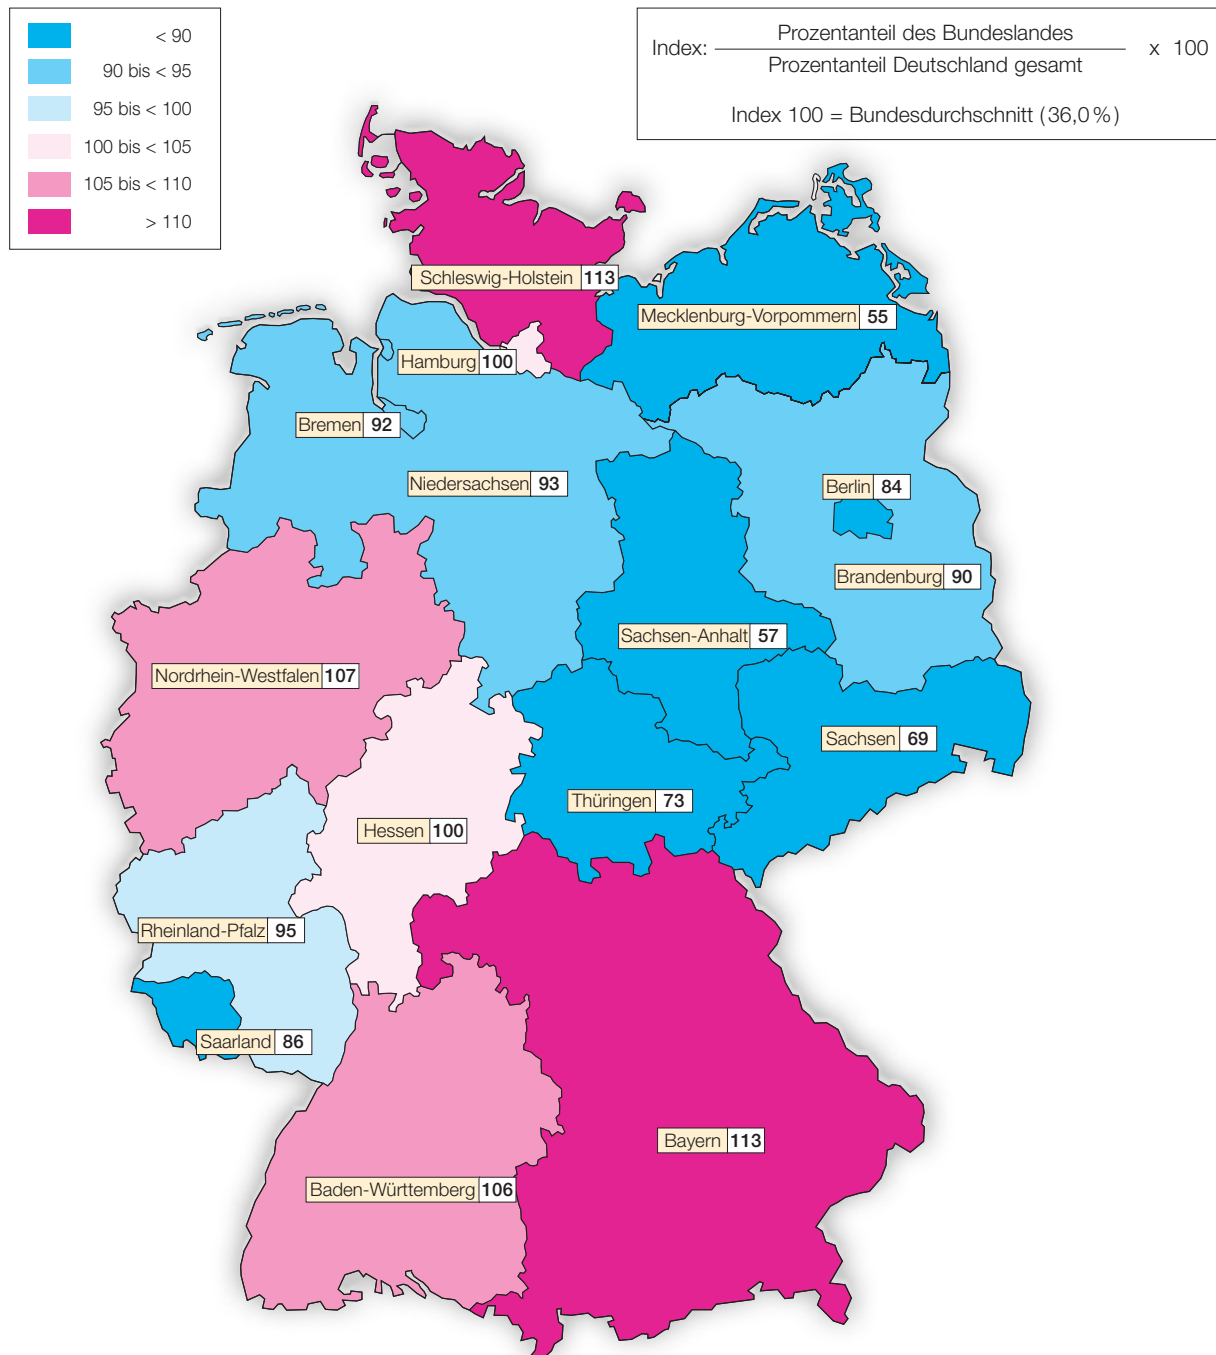 < 90
90 bis < 95
95 bis < 100
100 bis < 105
105 bis < 110
> 110
Index: Prozentanteil des Bundeslandes x 100
Prozentanteil Deutschland gesamt
Index 100 = Bundesdurchschnitt (36,0 %)
Schleswig-Holstein 113
Mecklenburg-Vorpommern 55
Hamburg 100
Bremen 92
Niedersachsen 93
Berlin 84
Brandenburg 90
Sachsen-Anhalt 57
Nordrhein-Westfalen 107
Sachsen 69
Thüringen 73
Hessen 100
Rheinland-Pfalz 95
Saarland 86
Bayern 113
Baden-Württemberg 106